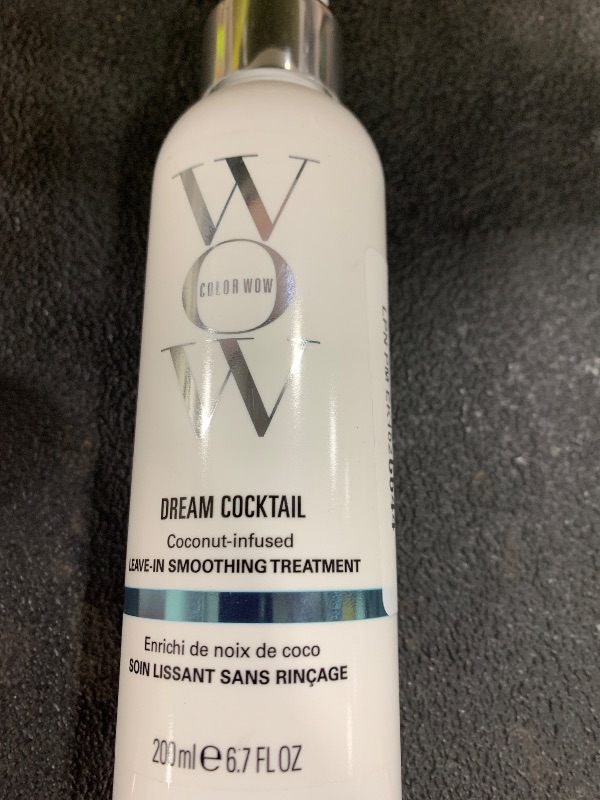 W
O
COLOR WOW
W
DREAM COCKTAIL
Coconut-infused
LEAVE-IN SMOOTHING TREATMENT
Enrichi de noix de coco
SOIN LISSANT SANS RINÇAGE
200ml e 6.7 FL OZ